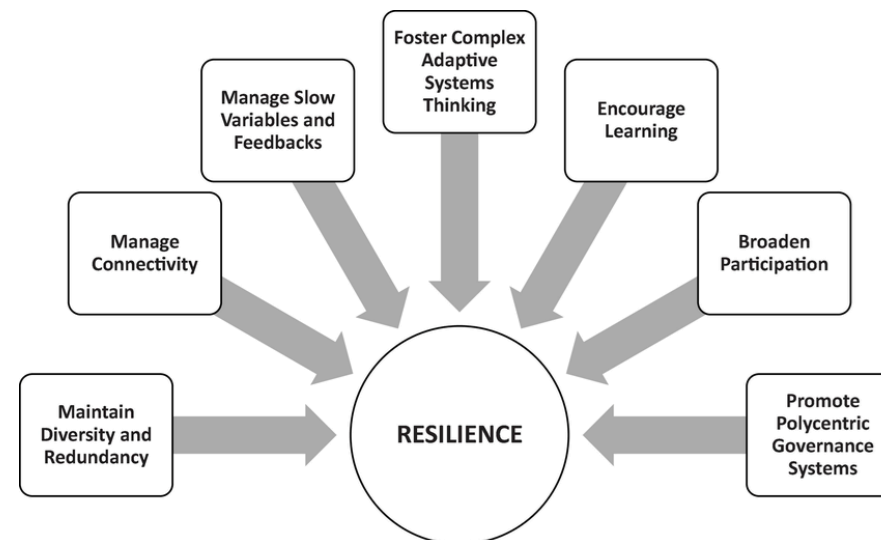 Foster Complex
Adaptive
Systems
Thinking
Manage Slow
Variables and
Feedbacks
Encourage
Learning
Manage
Connectivity
Broaden
Participation
Maintain
Diversity and
Redundancy
RESILIENCE
Promote
Polycentric
Governance
Systems